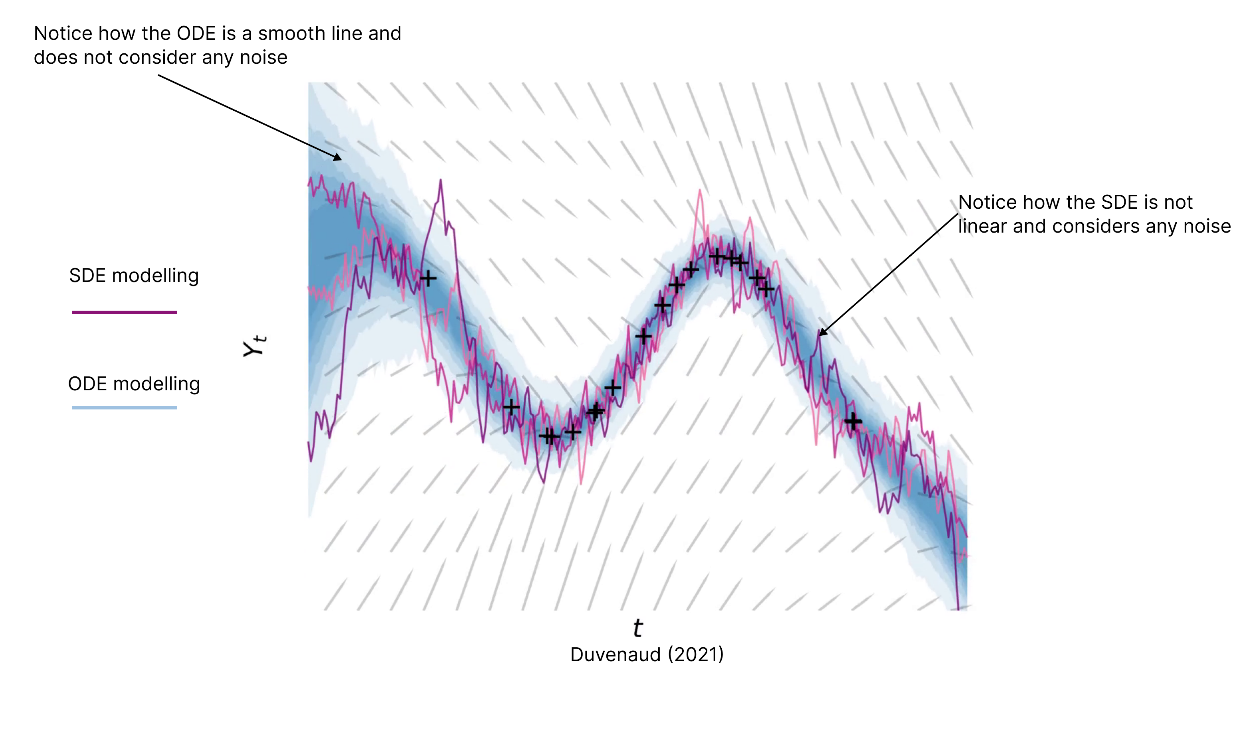 Notice how the ODE is a smooth line and
does not consider any noise
Notice how the SDE is not
linear and considers any noise
SDE modelling
ODE modelling
Yt
t
Duvenaud (2021)